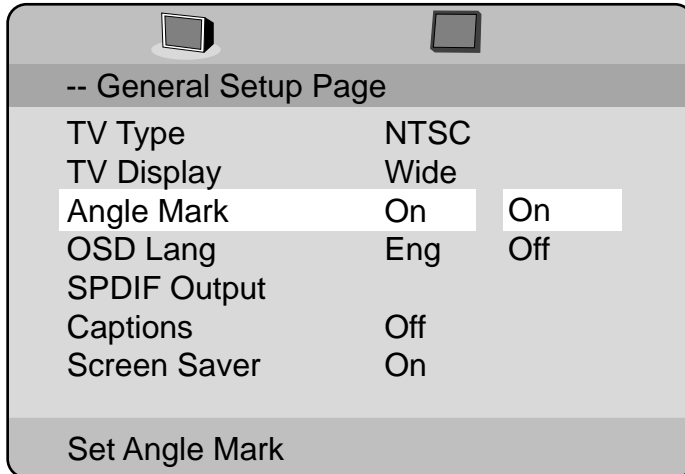 -- General Setup Page
TV Type NTSC
TV Display Wide
Angle Mark On On
OSD Lang Eng Off
SPDIF Output
Captions Off
Screen Saver On
Set Angle Mark